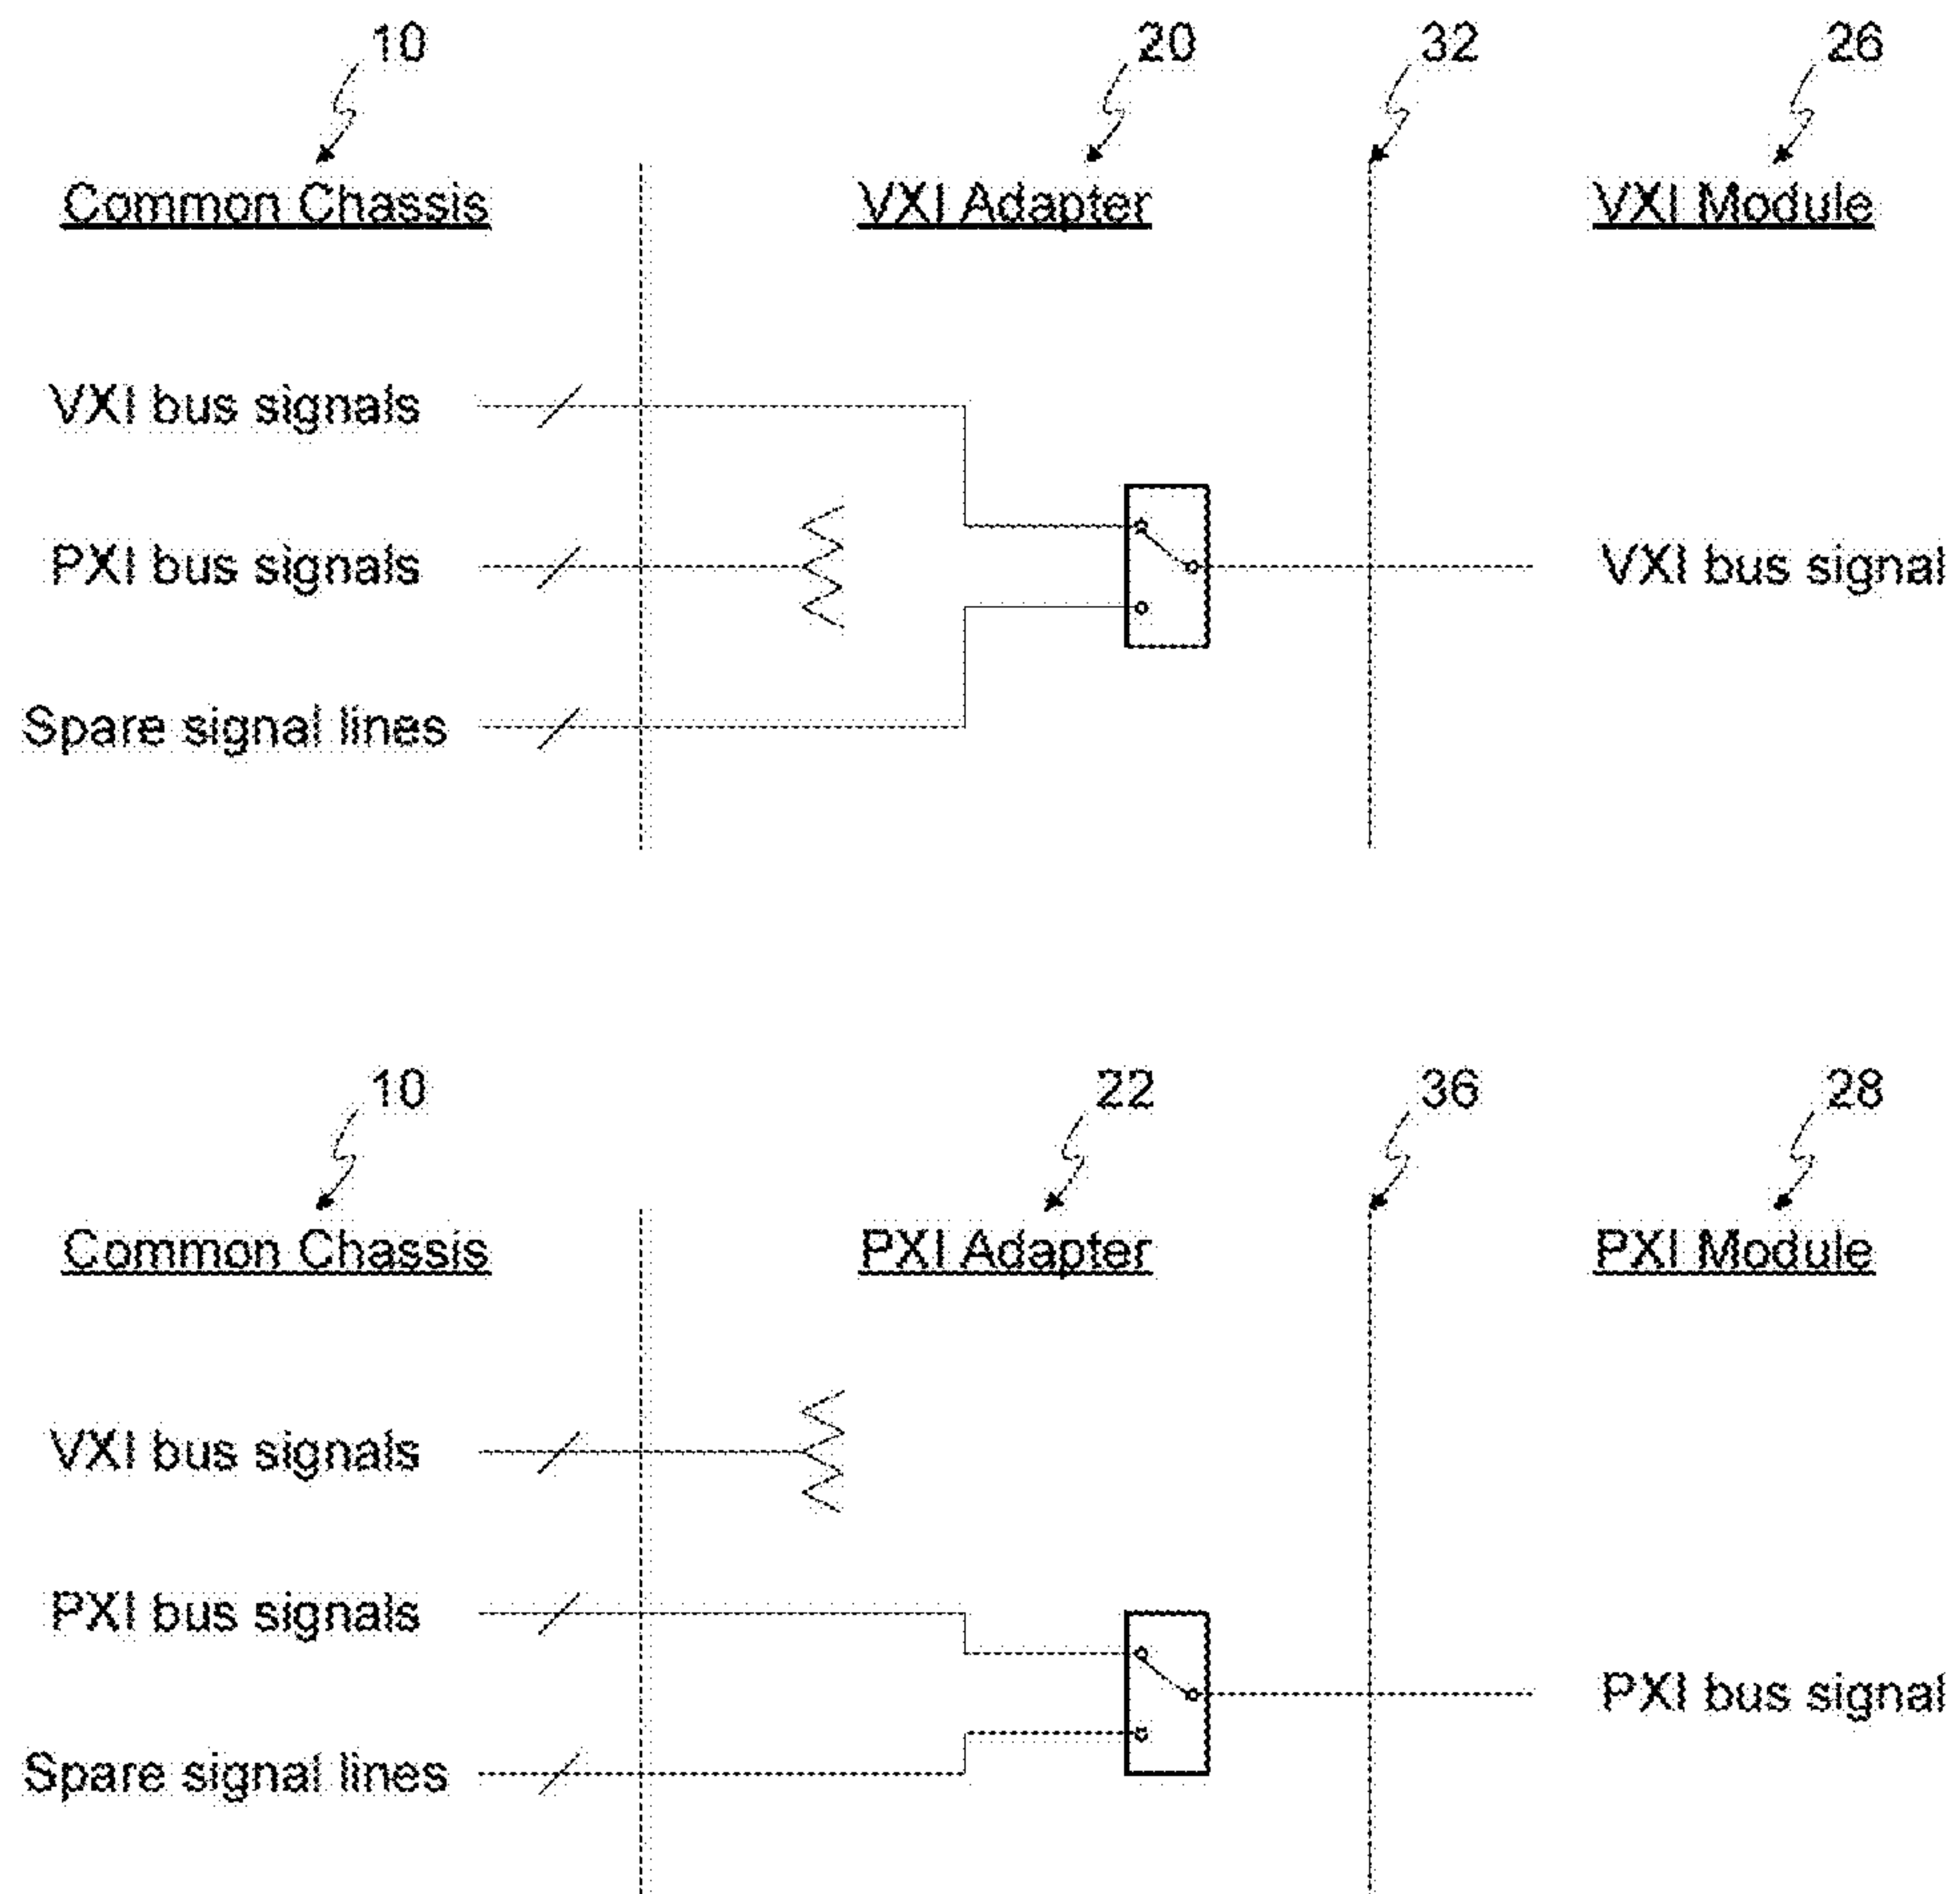 10 20 32 26
Common Chassis VXI Adapter VXI Module
VXI bus signals
PXI bus signals VXI bus signal
Spare signal lines
10 22 36 28
Common Chassis PXI Adapter PXI Module
VXI bus signals
PXI bus signals
PXI bus signal
Spare signal lines